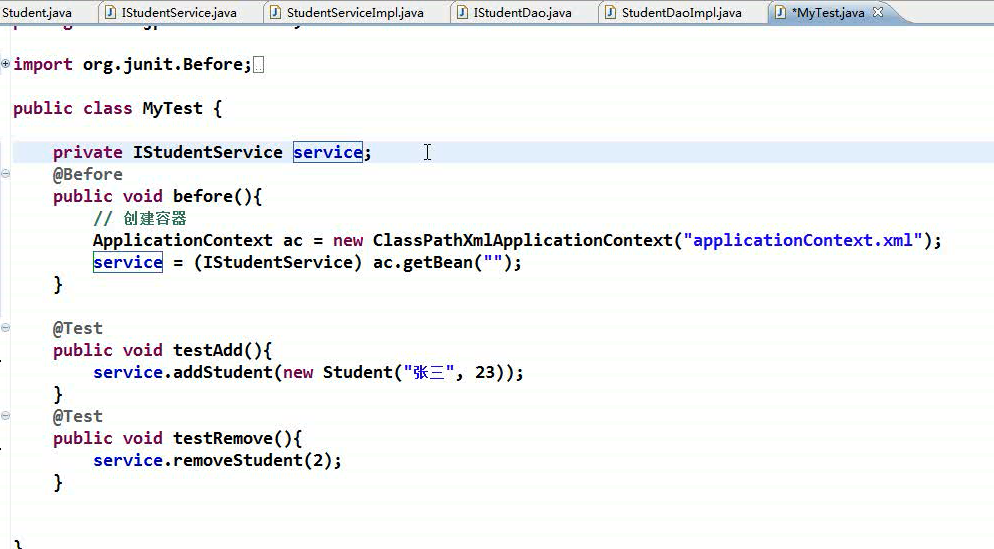 Student.java IStudentService.java StudentServiceImpl.java IStudentDao.java StudentDaoImpl.java *MyTest.java
import org.junit.Before;
public class MyTest {
private IStudentService service;
@Before
public void before(){
// 创建容器
ApplicationContext ac = new ClassPathXmlApplicationContext("applicationContext.xml");
service = (IStudentService) ac.getBean("");
}
@Test
public void testAdd(){
service.addStudent(new Student("张三", 23));
}
@Test
public void testRemove(){
service.removeStudent(2);
}
}